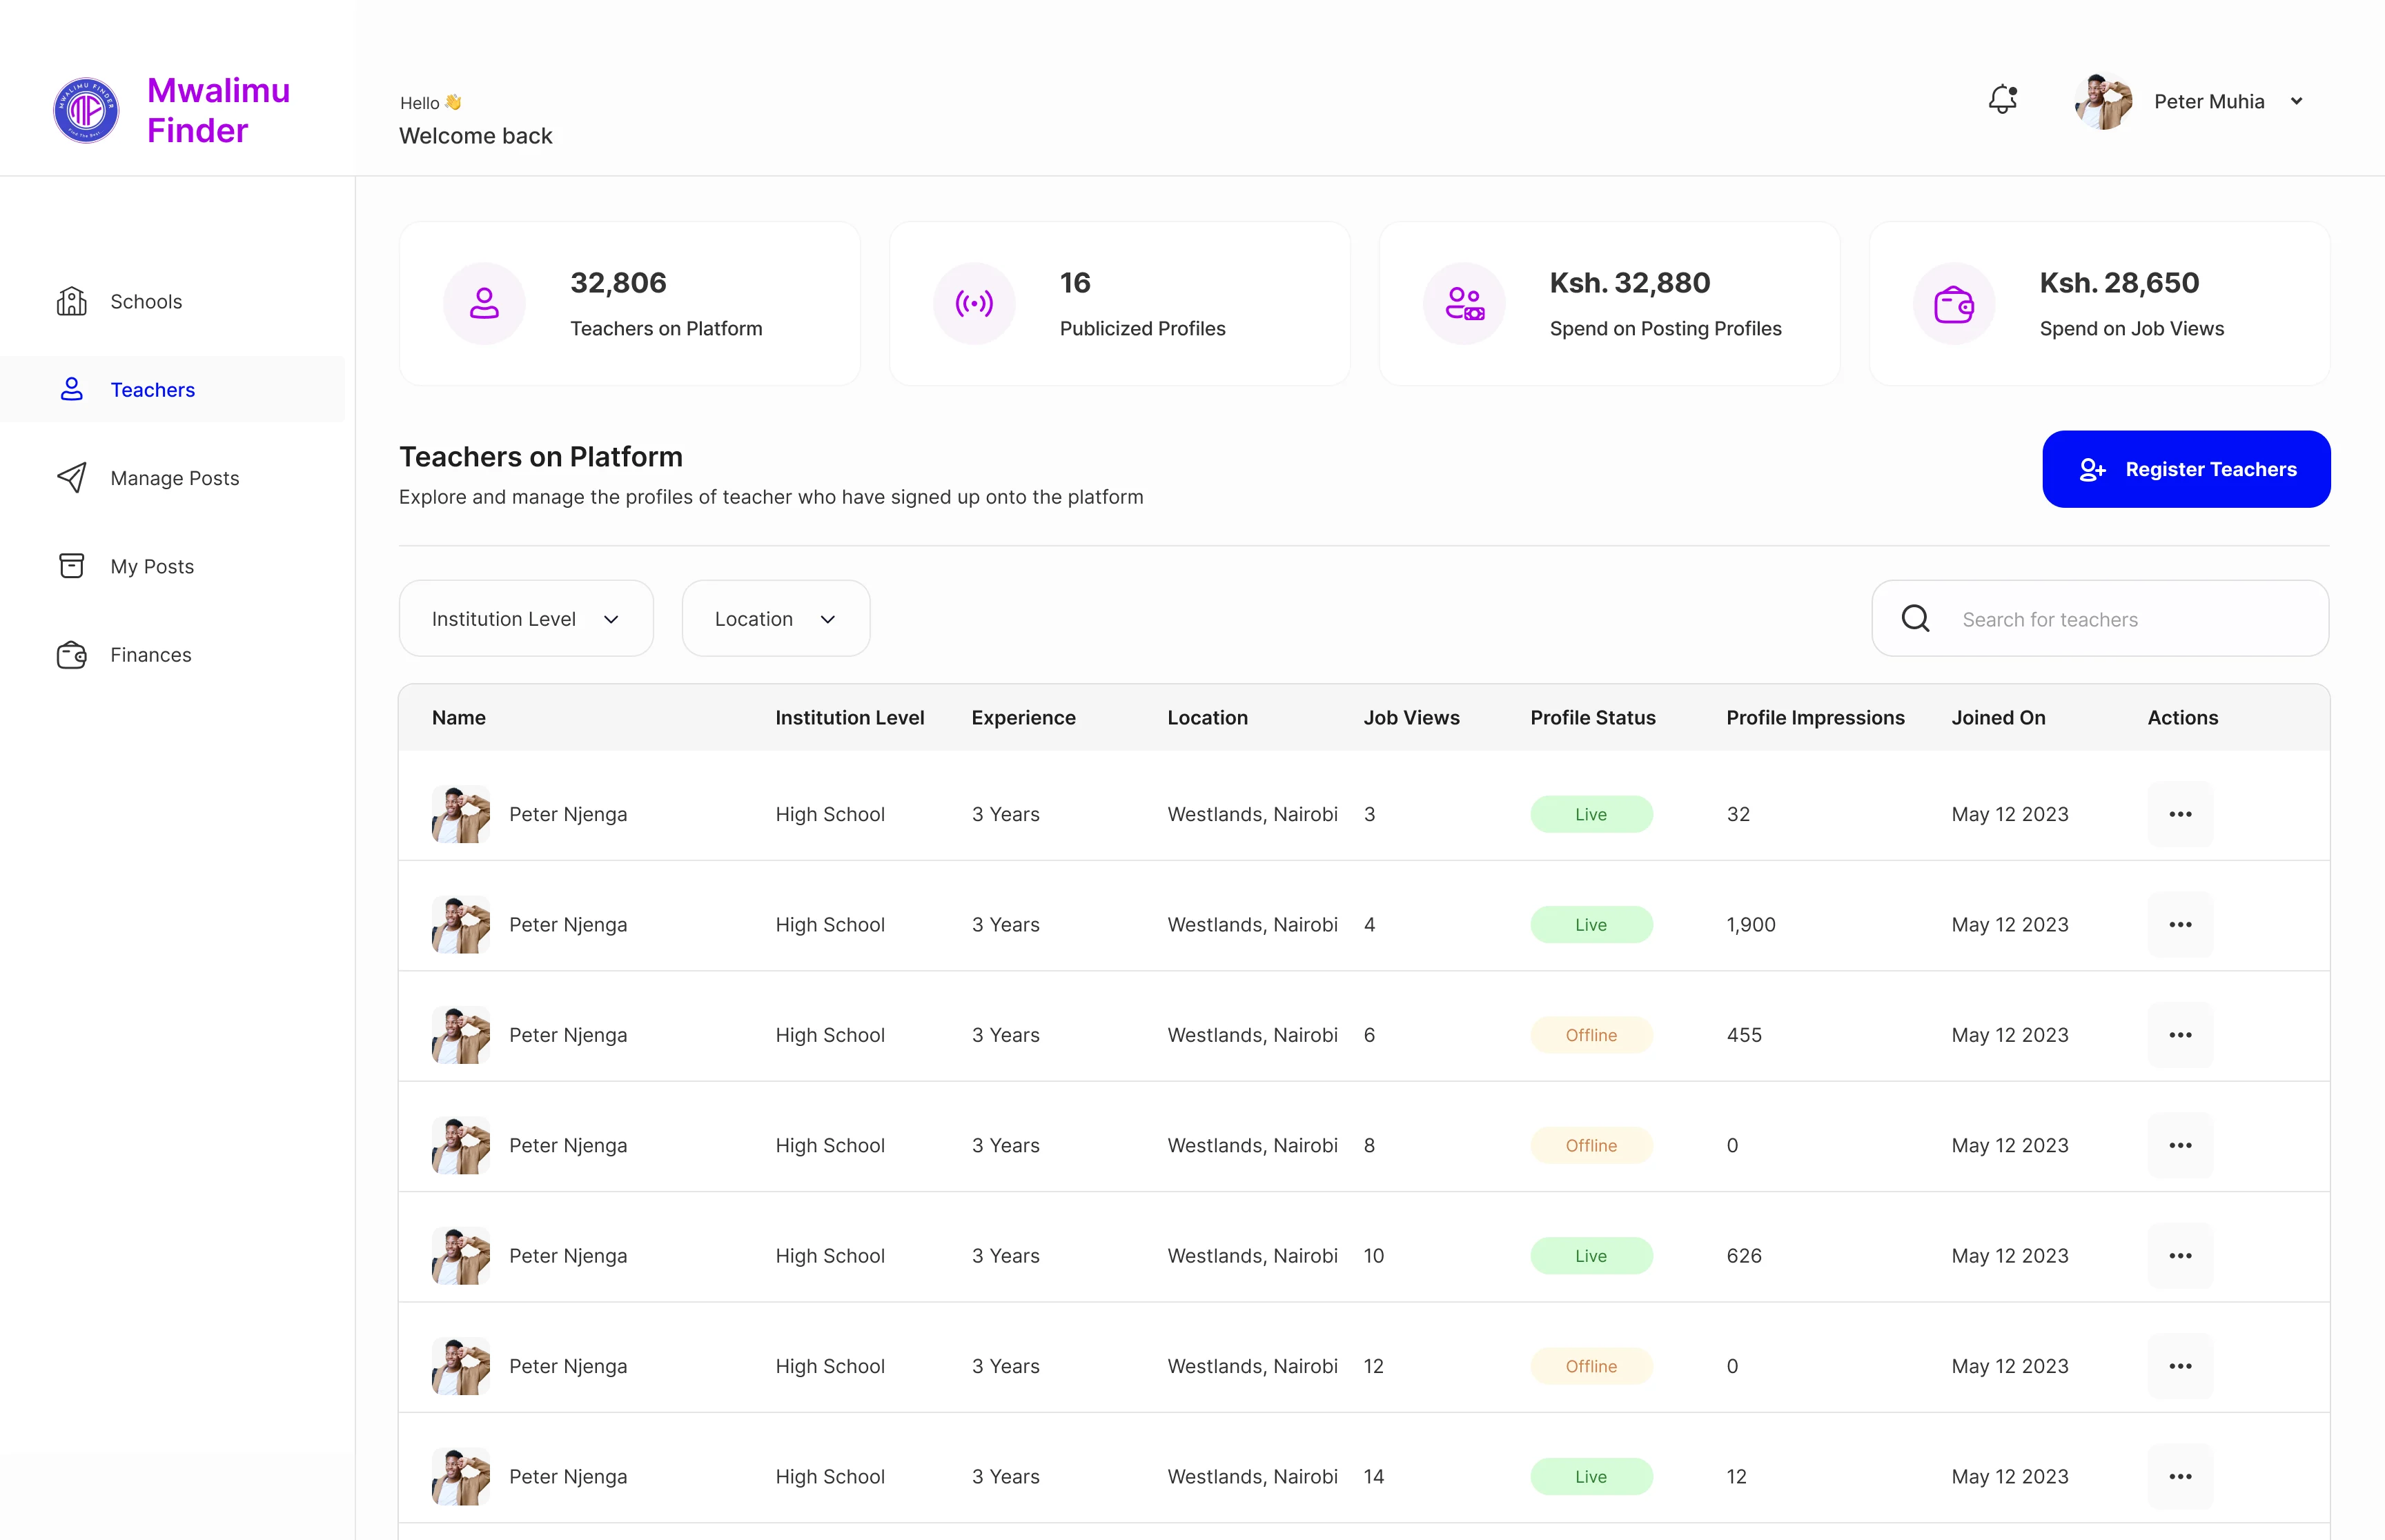 MWALIMU FINDER
Find The Best
Mwalimu
Finder
Hello 👋
Welcome back
Peter Muhia
Schools
Teachers
Manage Posts
My Posts
Finances
32,806
Teachers on Platform
16
Publicized Profiles
Ksh. 32,880
Spend on Posting Profiles
Ksh. 28,650
Spend on Job Views
Teachers on Platform
Explore and manage the profiles of teacher who have signed up onto the platform
Register Teachers
Institution Level
Location
Search for teachers
Name Institution Level Experience Location Job Views Profile Status Profile Impressions Joined On Actions
Peter Njenga High School 3 Years Westlands, Nairobi 3 Live 32 May 12 2023
Peter Njenga High School 3 Years Westlands, Nairobi 4 Live 1,900 May 12 2023
Peter Njenga High School 3 Years Westlands, Nairobi 6 Offline 455 May 12 2023
Peter Njenga High School 3 Years Westlands, Nairobi 8 Offline 0 May 12 2023
Peter Njenga High School 3 Years Westlands, Nairobi 10 Live 626 May 12 2023
Peter Njenga High School 3 Years Westlands, Nairobi 12 Offline 0 May 12 2023
Peter Njenga High School 3 Years Westlands, Nairobi 14 Live 12 May 12 2023